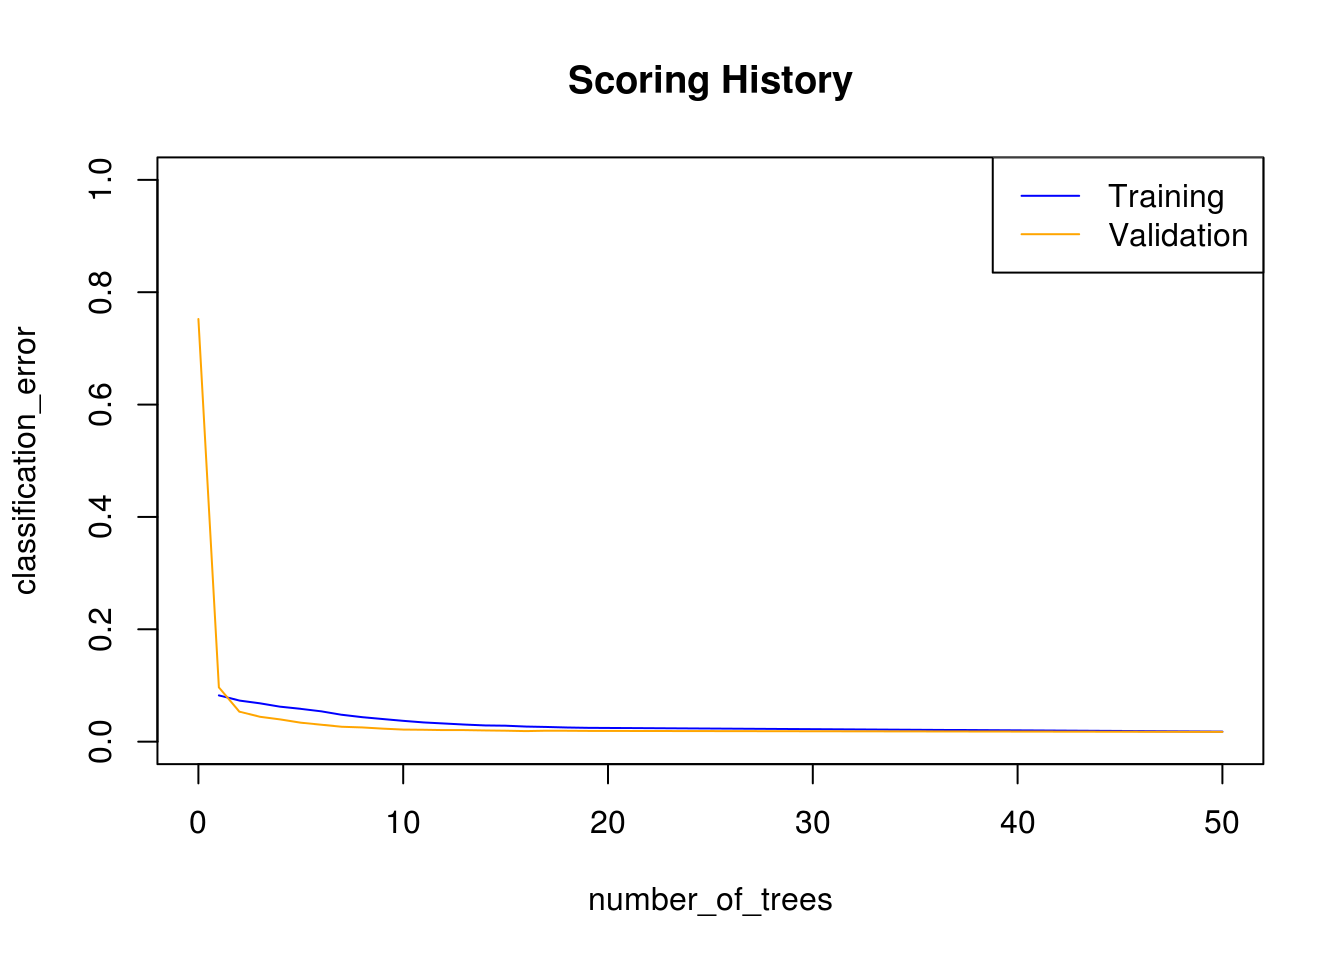 Scoring History
Training
Validation
classification_error
1.0
0.8
0.6
0.4
0.2
0.0
0 10 20 30 40 50
number_of_trees